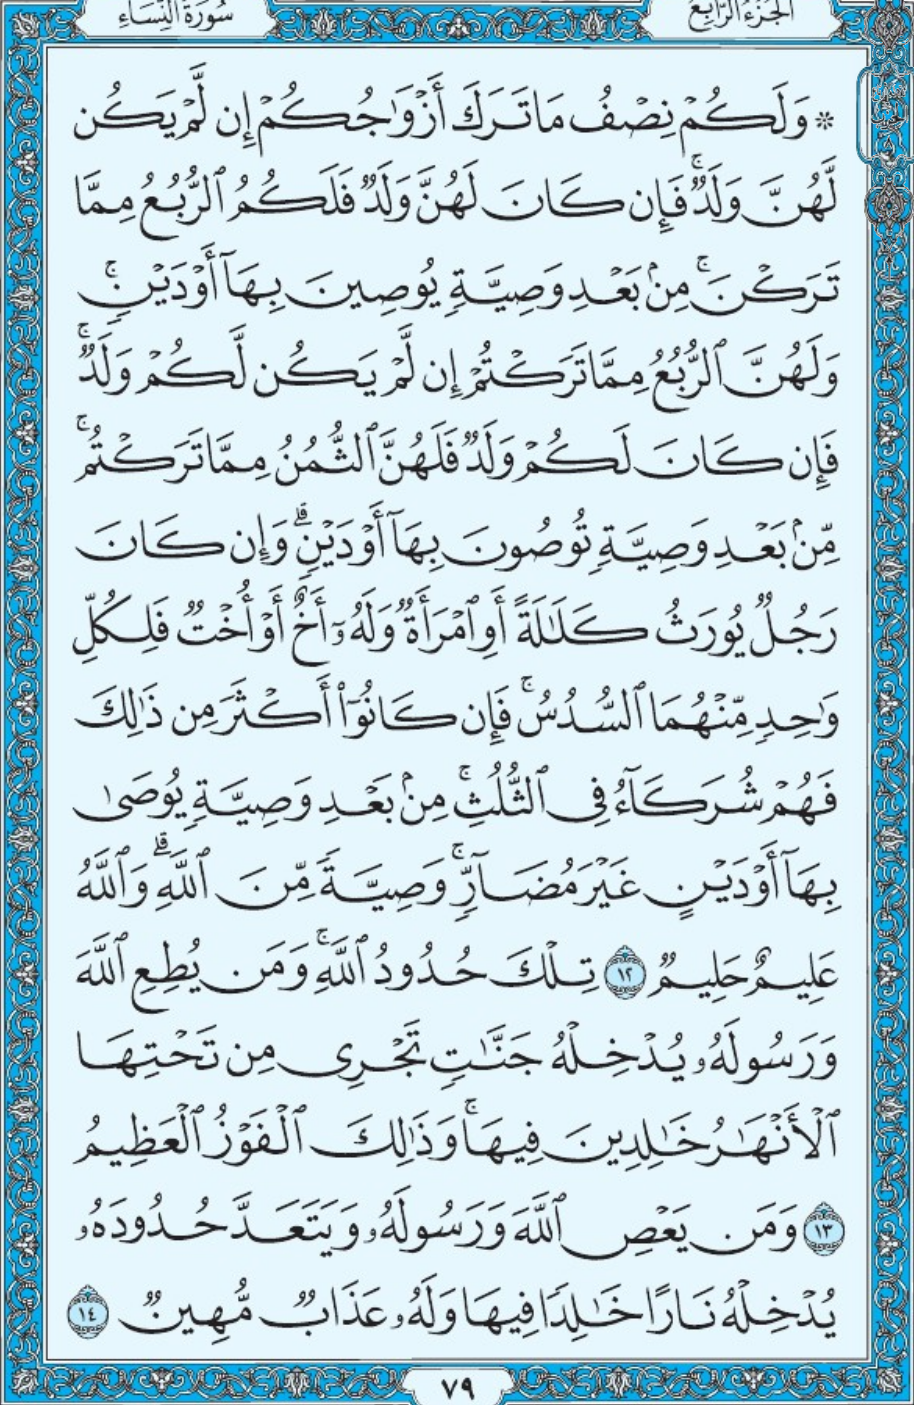 الجزء الرابع
سورة النساء
۞ وَلَكُمْ نِصْفُ مَا تَرَكَ أَزْوَٰجُكُمْ إِن لَّمْ يَكُن
لَّهُنَّ وَلَدٌ ۚ فَإِن كَانَ لَهُنَّ وَلَدٌ فَلَكُمُ ٱلرُّبُعُ مِمَّا
تَرَكْنَ ۚ مِنۢ بَعْدِ وَصِيَّةٍ يُوصِينَ بِهَآ أَوْ دَيْنٍ ۚ
وَلَهُنَّ ٱلرُّبُعُ مِمَّا تَرَكْتُمْ إِن لَّمْ يَكُن لَّكُمْ وَلَدٌ ۚ
فَإِن كَانَ لَكُمْ وَلَدٌ فَلَهُنَّ ٱلثُّمُنُ مِمَّا تَرَكْتُم ۚ
مِّنۢ بَعْدِ وَصِيَّةٍ تُوصُونَ بِهَآ أَوْ دَيْنٍ ۗ وَإِن كَانَ
رَجُلٌ يُورَثُ كَلَٰلَةً أَوِ ٱمْرَأَةٌ وَلَهُۥٓ أَخٌ أَوْ أُخْتٌ فَلِكُلِّ
وَٰحِدٍ مِّنْهُمَا ٱلسُّدُسُ ۚ فَإِن كَانُوٓا۟ أَكْثَرَ مِن ذَٰلِكَ
فَهُمْ شُرَكَآءُ فِى ٱلثُّلُثِ ۚ مِنۢ بَعْدِ وَصِيَّةٍ يُوصَىٰ
بِهَآ أَوْ دَيْنٍ غَيْرَ مُضَآرٍّ ۚ وَصِيَّةً مِّنَ ٱللَّهِ ۗ وَٱللَّهُ
عَلِيمٌ حَلِيمٌ ١٢ تِلْكَ حُدُودُ ٱللَّهِ ۚ وَمَن يُطِعِ ٱللَّهَ
وَرَسُولَهُۥ يُدْخِلْهُ جَنَّٰتٍ تَجْرِى مِن تَحْتِهَا
ٱلْأَنْهَٰرُ خَٰلِدِينَ فِيهَا ۚ وَذَٰلِكَ ٱلْفَوْزُ ٱلْعَظِيمُ
١٣ وَمَن يَعْصِ ٱللَّهَ وَرَسُولَهُۥ وَيَتَعَدَّ حُدُودَهُۥ
يُدْخِلْهُ نَارًا خَٰلِدًا فِيهَا وَلَهُۥ عَذَابٌ مُّهِينٌ ١٤
٧٩